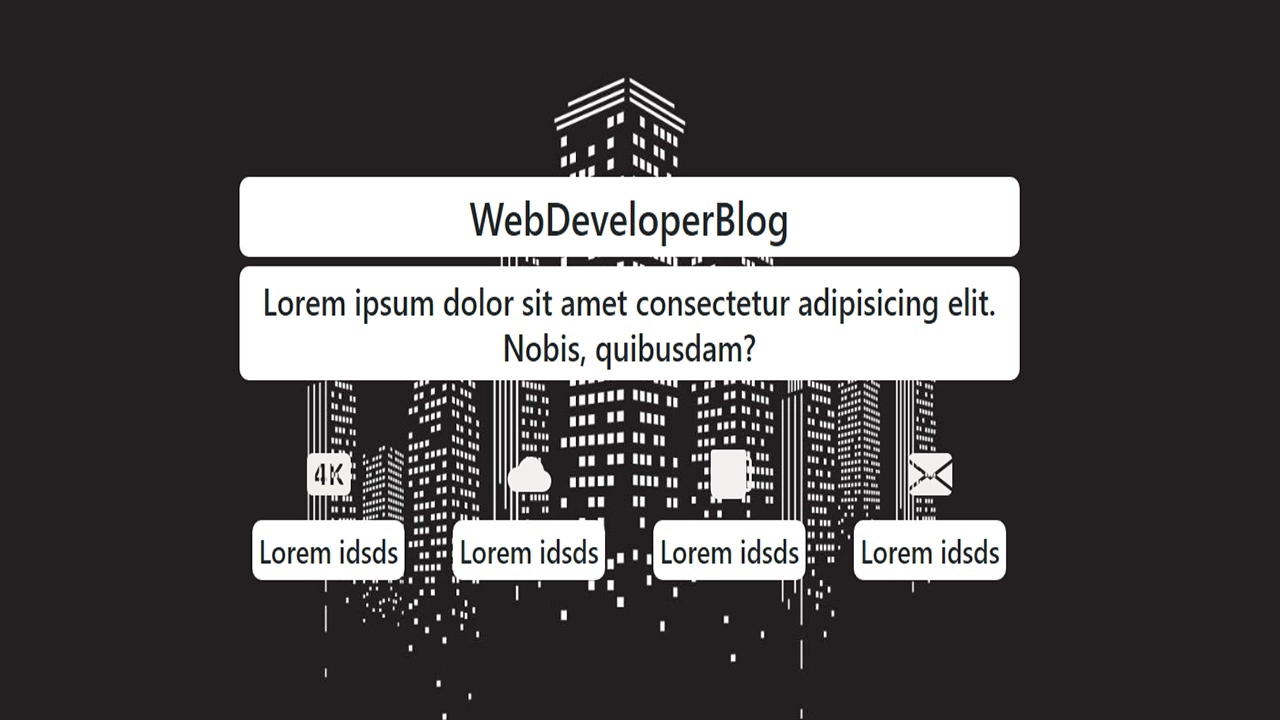 WebDeveloperBlog
Lorem ipsum dolor sit amet consectetur adipisicing elit.
Nobis, quibusdam?
4K
Lorem idsds
Lorem idsds
Lorem idsds
Lorem idsds